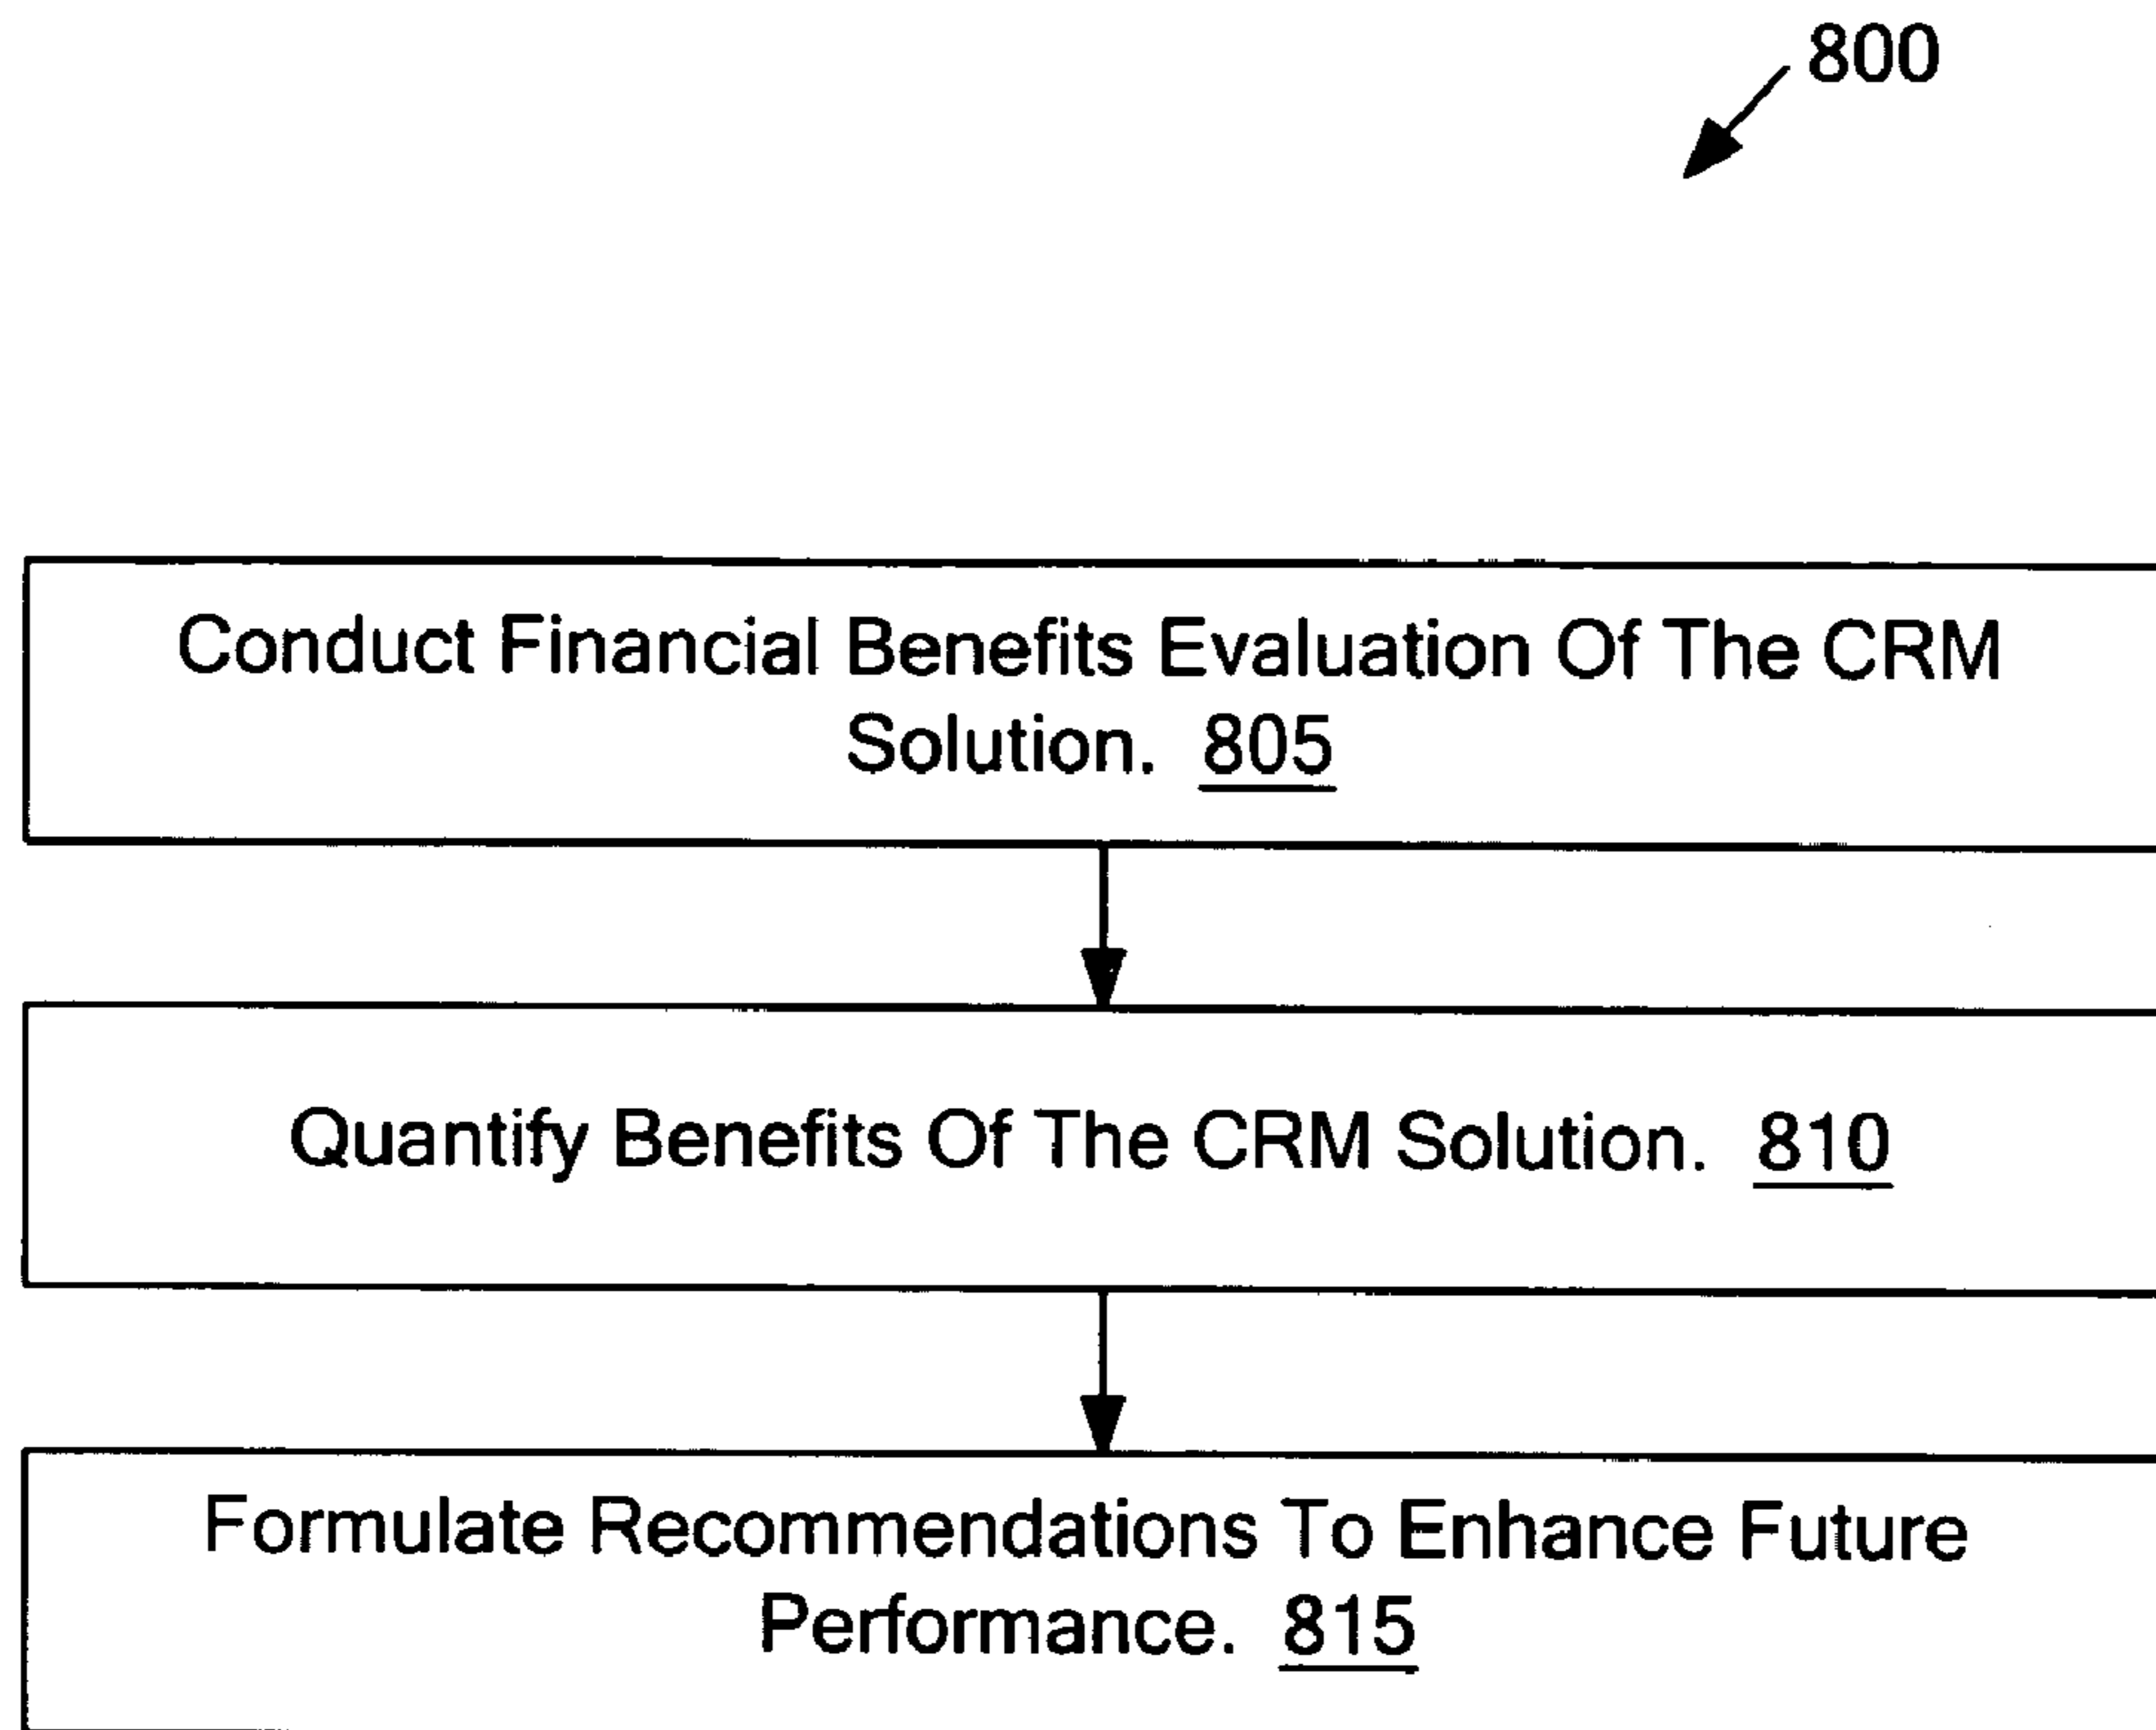 800
Conduct Financial Benefits Evaluation Of The CRM
Solution. 805
Quantify Benefits Of The CRM Solution. 810
Formulate Recommendations To Enhance Future
Performance. 815